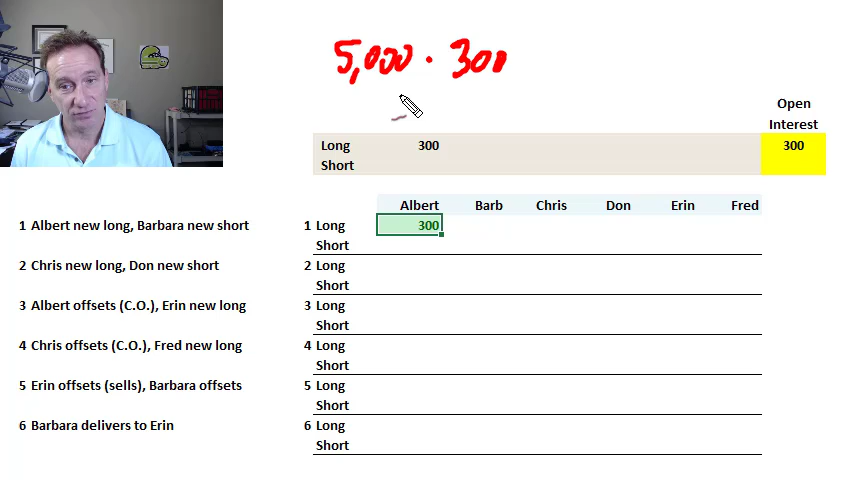 5,000 · 300
Open
Interest
Long 300 300
Short
Albert Barb Chris Don Erin Fred
1 Albert new long, Barbara new short 1 Long 300
Short
2 Chris new long, Don new short 2 Long
Short
3 Albert offsets (C.O.), Erin new long 3 Long
Short
4 Chris offsets (C.O.), Fred new long 4 Long
Short
5 Erin offsets (sells), Barbara offsets 5 Long
Short
6 Barbara delivers to Erin 6 Long
Short